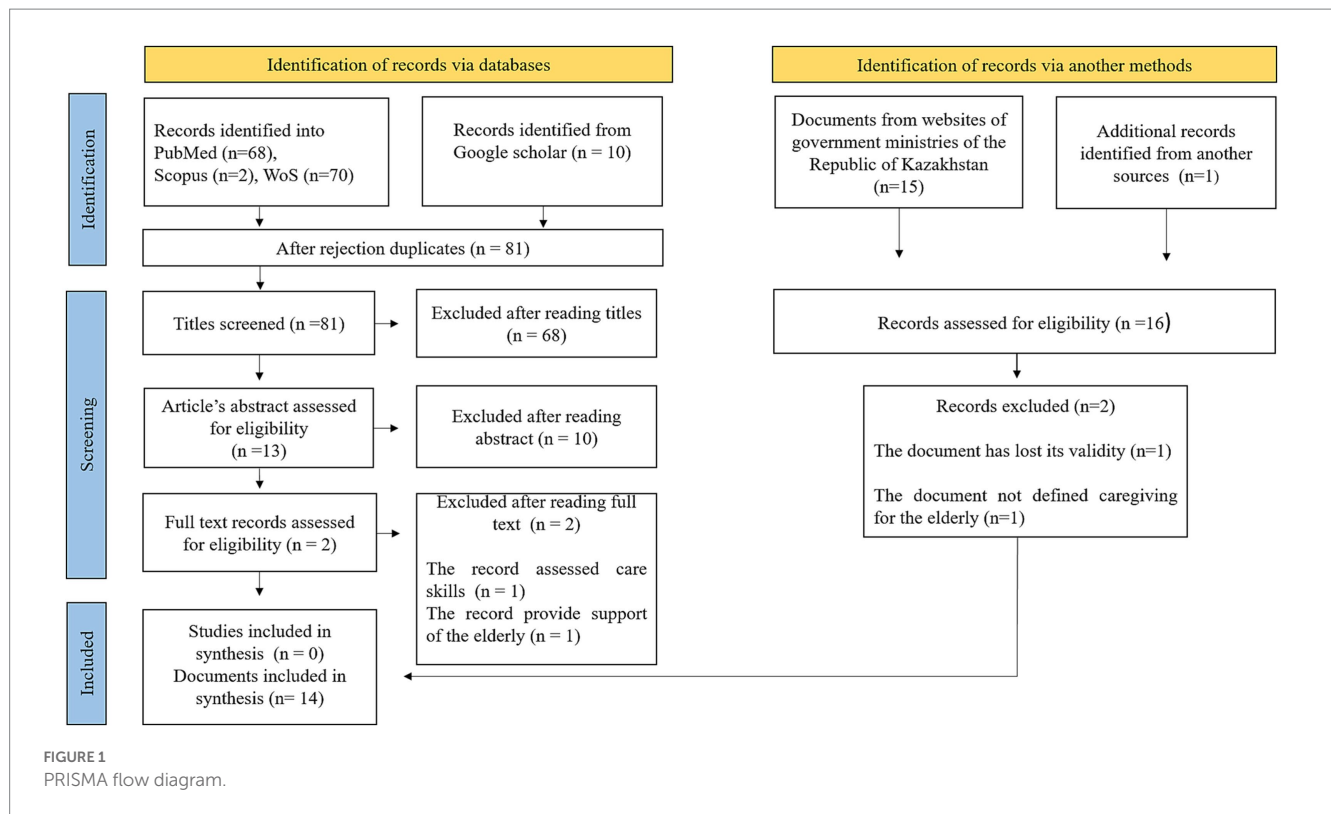 Identification of records via databases
Identification of records via another methods
Identification
Records identified into
PubMed (n=68),
Scopus (n=2), WoS (n=70)
Records identified from
Google scholar (n = 10)
Documents from websites of
government ministries of the
Republic of Kazakhstan
(n=15)
Additional records
identified from another
sources (n=1)
After rejection duplicates (n = 81)
Screening
Titles screened (n =81)
Excluded after reading titles
(n = 68)
Records assessed for eligibility (n =16)
Article's abstract assessed
for eligibility
(n =13)
Excluded after reading
abstract (n = 10)
Records excluded (n=2)
The document has lost its validity (n=1)
The document not defined caregiving
for the elderly (n=1)
Full text records assessed
for eligibility (n = 2)
Excluded after reading full
text (n = 2)
The record assessed care
skills (n = 1)
The record provide support
of the elderly (n = 1)
Included
Studies included in
synthesis (n = 0)
Documents included in
synthesis (n= 14)
FIGURE 1
PRISMA flow diagram.